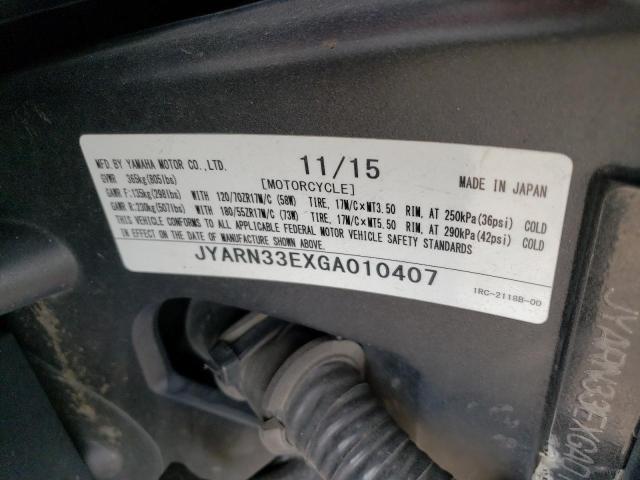 MFD BY YAMAHA MOTOR CO.,LTD. 11/15 MADE IN JAPAN
GVWR 365kg(805lbs) [MOTORCYCLE]
GAWR F:135kg(298lbs) WITH 120/70ZR17M/C (58W) TIRE, 17M/C×MT3.50 RIM, AT 250kPa(36psi) COLD
GAWR R:230kg(507lbs) WITH 180/55ZR17M/C (73W) TIRE, 17M/C×MT5.50 RIM, AT 290kPa(42psi) COLD
THIS VEHICLE CONFORMS TO ALL APPLICABLE FEDERAL MOTOR VEHICLE SAFETY STANDARDS
IN EFFECT ON THE DATE OF MANUFACTURE SHOWN ABOVE.
JYARN33EXGA010407
1RC-2118B-00
JYARN33EXGA01